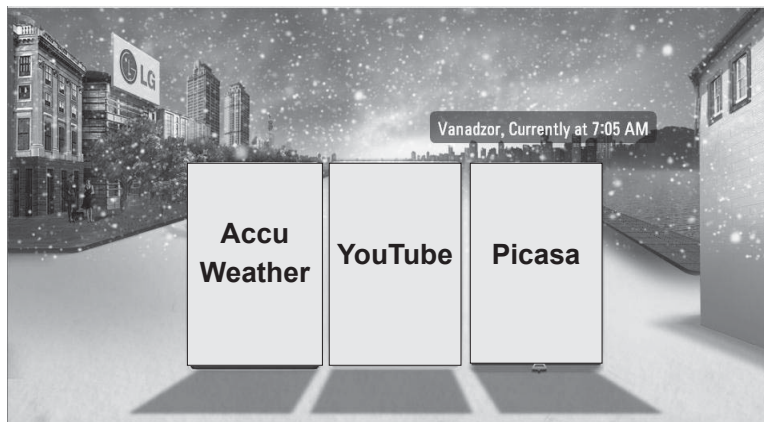 LG
Vanadzor, Currently at 7:05 AM
Accu
Weather
YouTube
Picasa